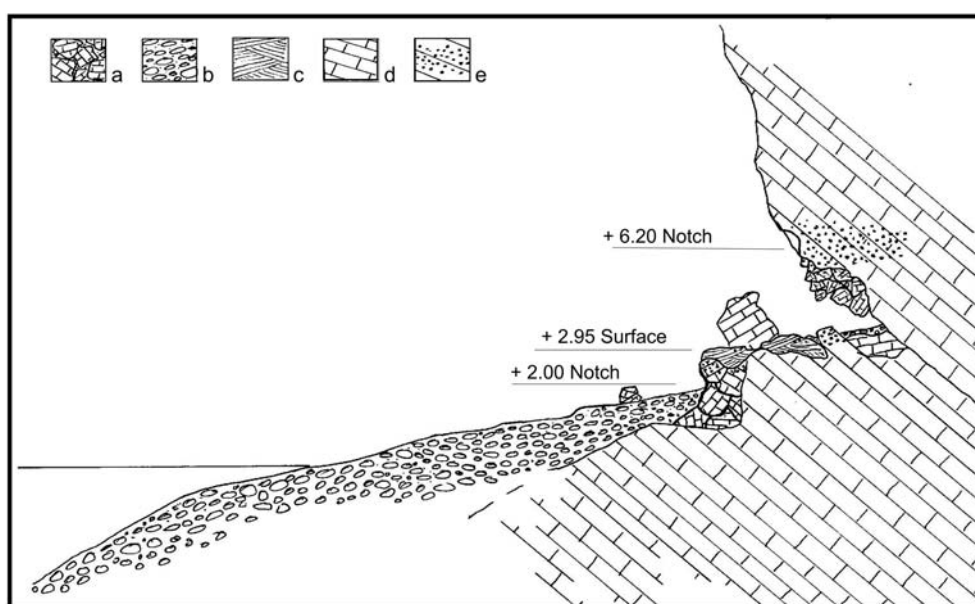 a b c d e
+ 6.20 Notch
+ 2.95 Surface
+ 2.00 Notch